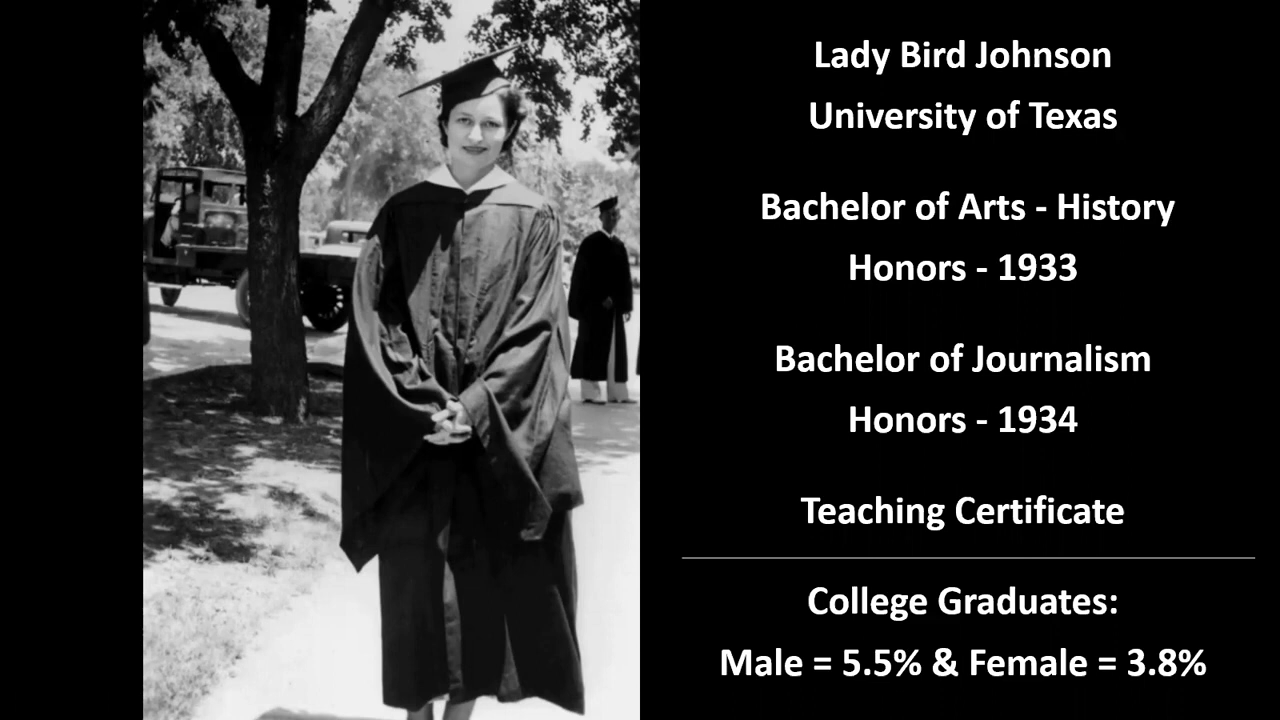 Lady Bird Johnson
University of Texas
Bachelor of Arts - History
Honors - 1933
Bachelor of Journalism
Honors - 1934
Teaching Certificate
College Graduates:
Male = 5.5% & Female = 3.8%